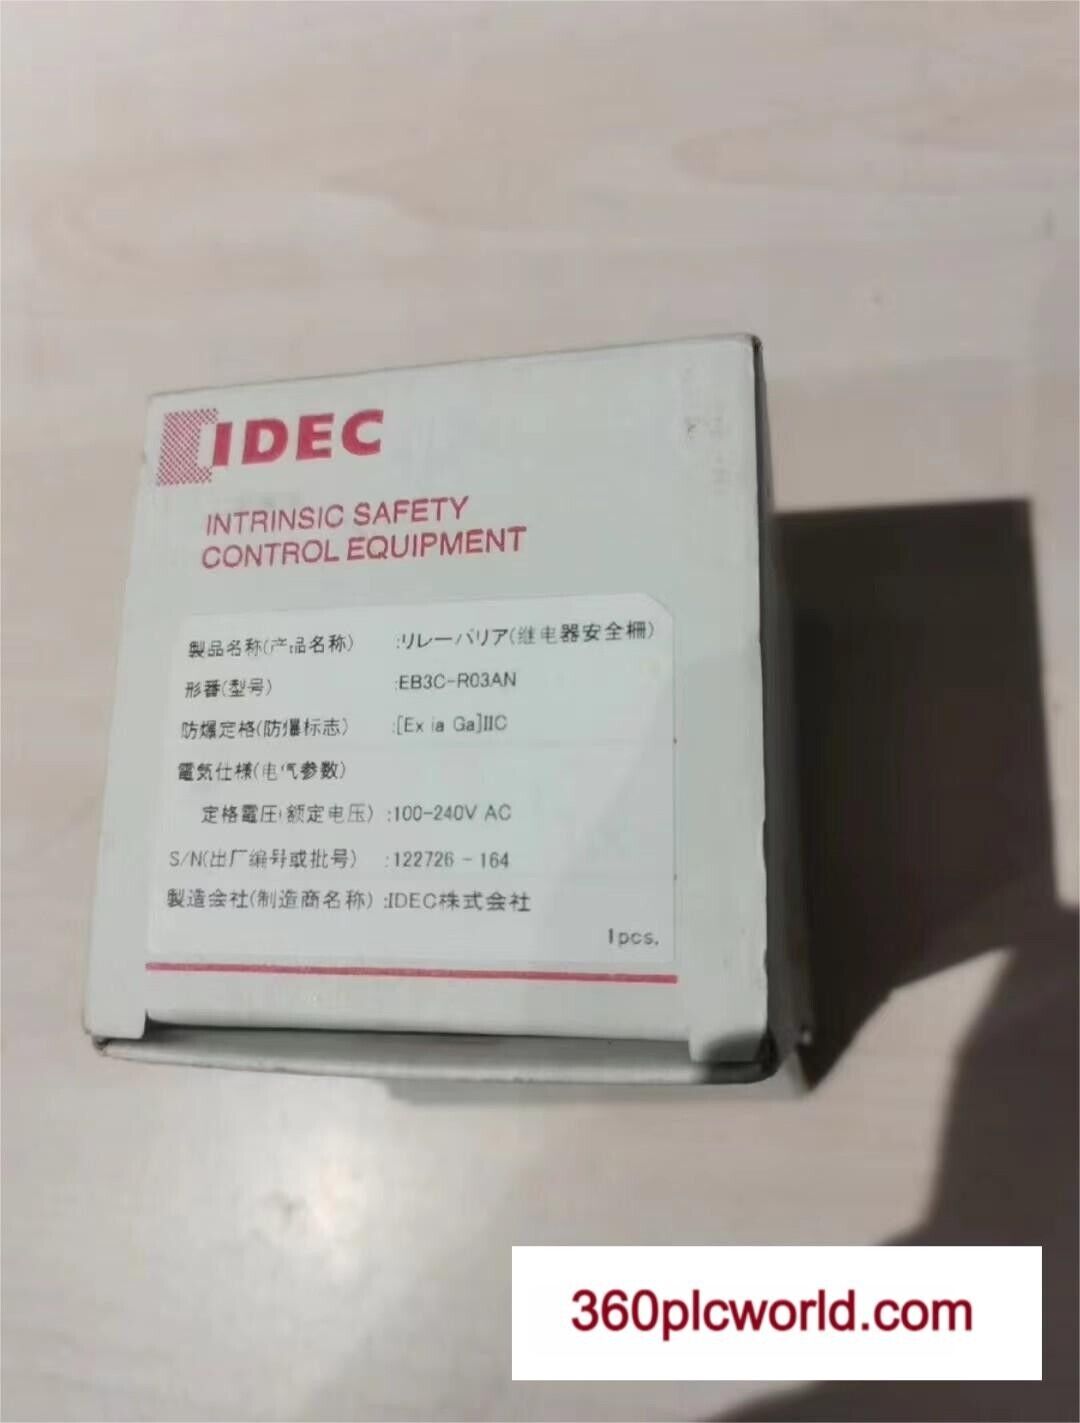 IDEC
INTRINSIC SAFETY
CONTROL EQUIPMENT
製品名称(产品名称) :リレーバリア(继电器安全栅)
形番(型号) :EB3C-R03AN
防爆定格(防爆标志) :[Ex ia Ga]IIC
電気仕様(电气参数)
定格電圧(额定电压) :100-240V AC
S/N(出厂编号或批号) :122726 - 164
製造会社(制造商名称) :IDEC株式会社
1pcs.
360plcworld.com